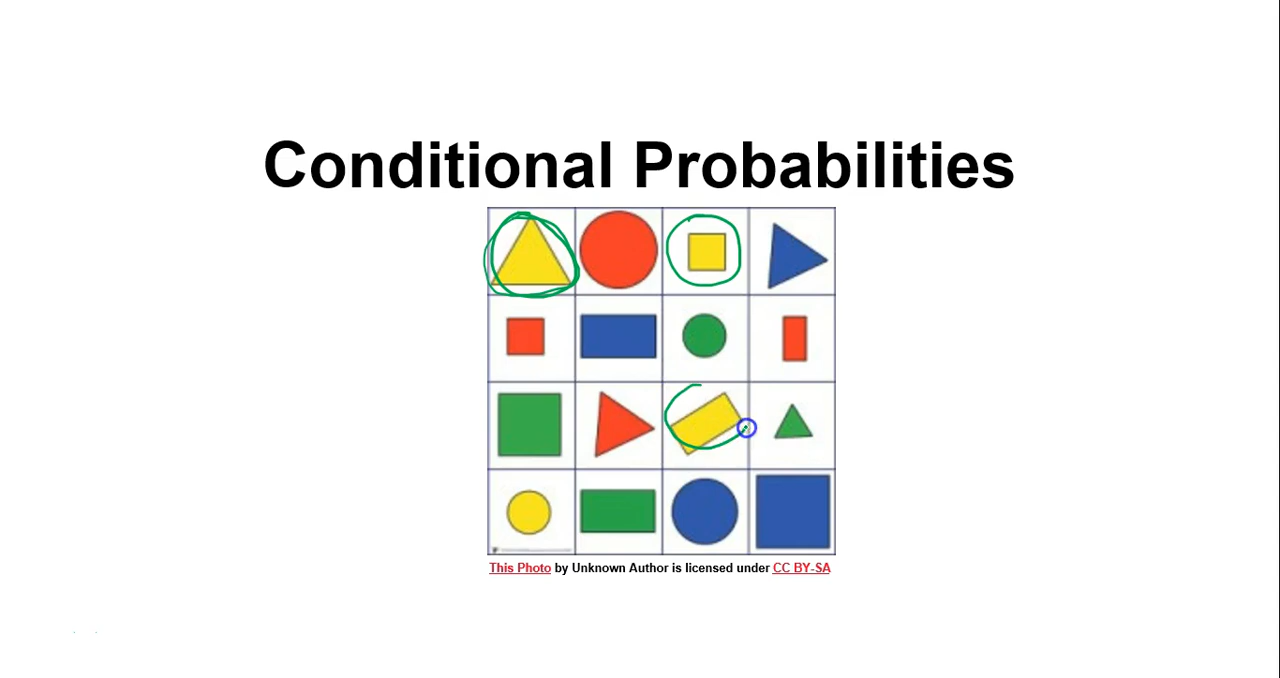 Conditional Probabilities
This Photo by Unknown Author is licensed under CC BY-SA